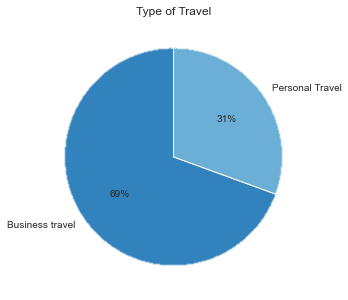 Type of Travel
Personal Travel
31%
69%
Business travel